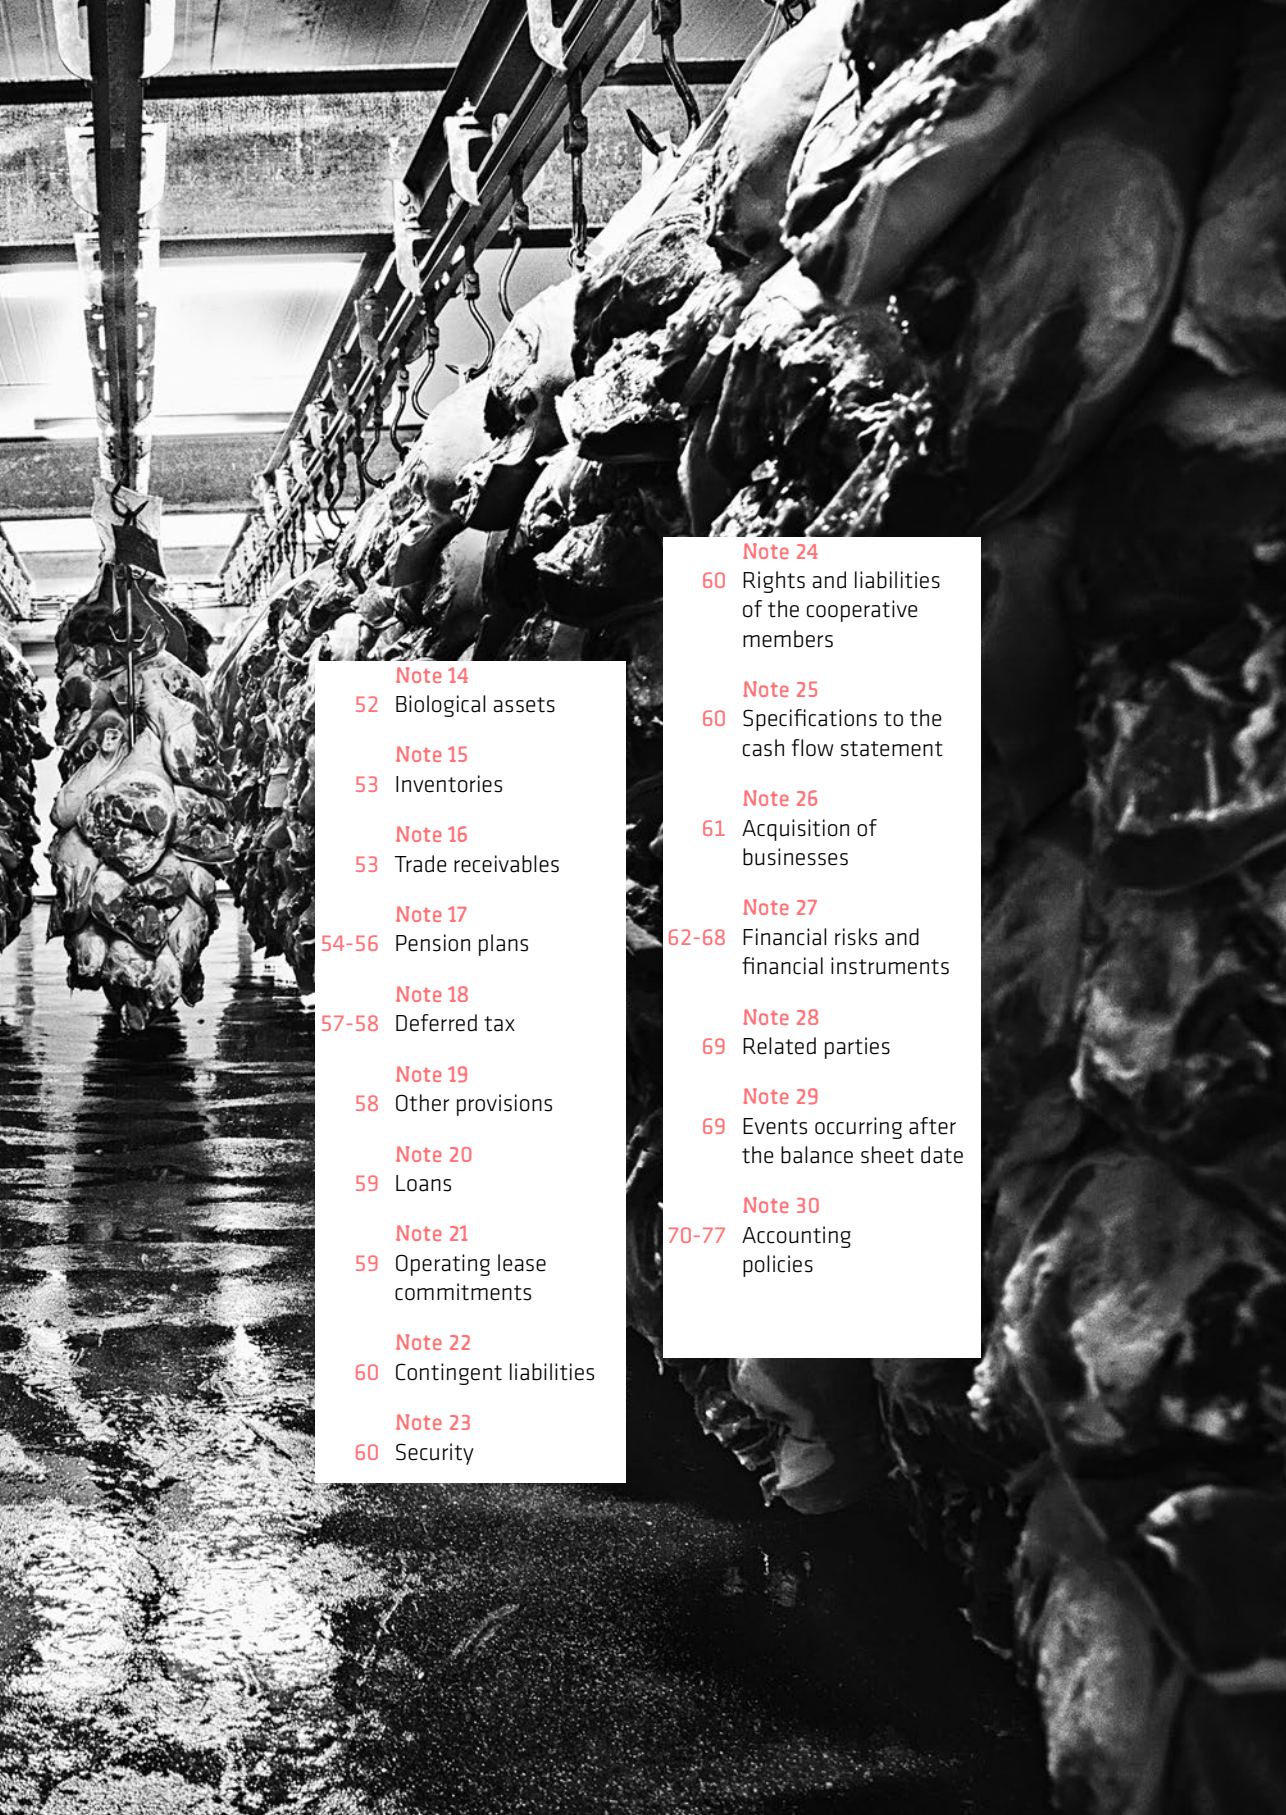 Note 14
52 Biological assets
Note 15
53 Inventories
Note 16
53 Trade receivables
Note 17
54-56 Pension plans
Note 18
57-58 Deferred tax
Note 19
58 Other provisions
Note 20
59 Loans
Note 21
59 Operating lease
commitments
Note 22
60 Contingent liabilities
Note 23
60 Security
Note 24
60 Rights and liabilities
of the cooperative
members
Note 25
60 Specifications to the
cash flow statement
Note 26
61 Acquisition of
businesses
Note 27
62-68 Financial risks and
financial instruments
Note 28
69 Related parties
Note 29
69 Events occurring after
the balance sheet date
Note 30
70-77 Accounting
policies